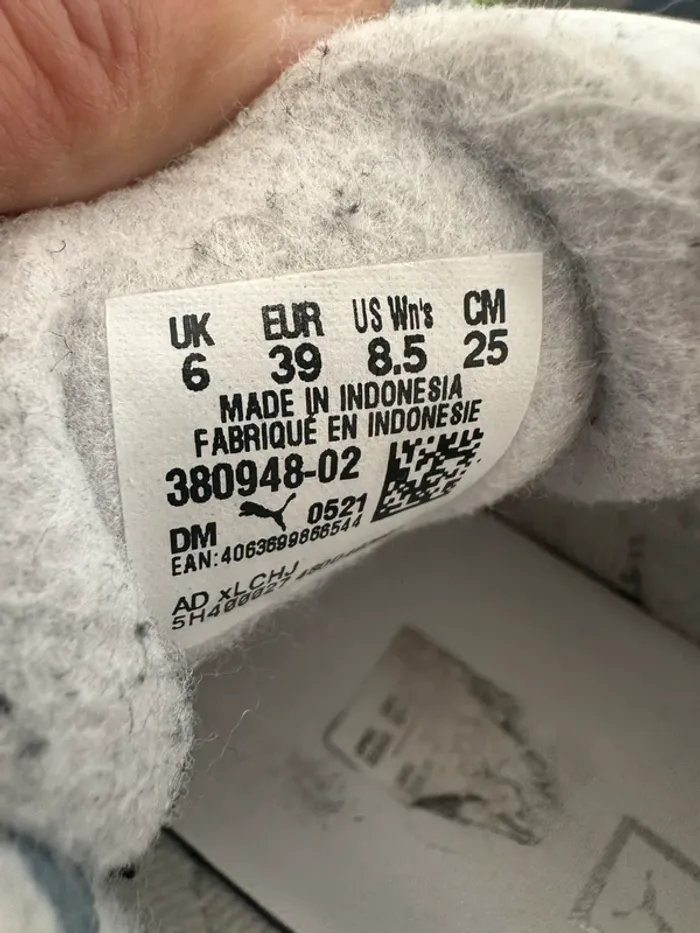 UK EUR US Wn's CM
6 39 8.5 25
MADE IN INDONESIA
FABRIQUÉ EN INDONESIE
380948-02
DM 0521
EAN:4063699866544
AD xLCHJ